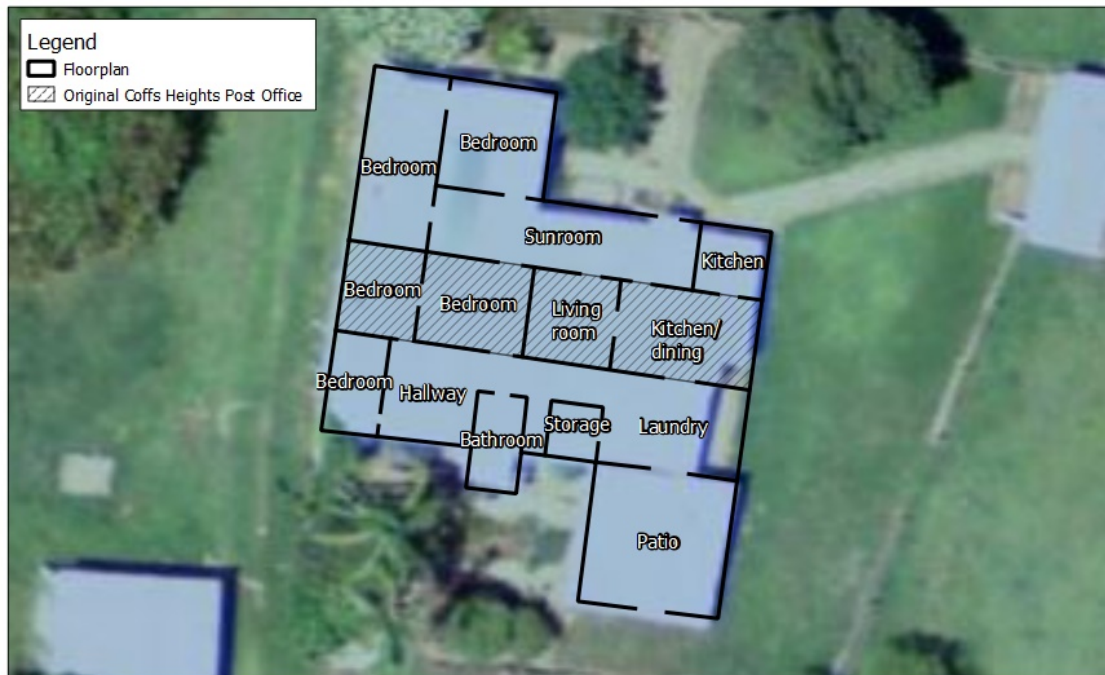 Legend
Floorplan
Original Coffs Heights Post Office
Bedroom
Bedroom
Sunroom
Kitchen
Bedroom
Bedroom
Living
room
Kitchen/
dining
Bedroom
Hallway
Bathroom
Storage
Laundry
Patio